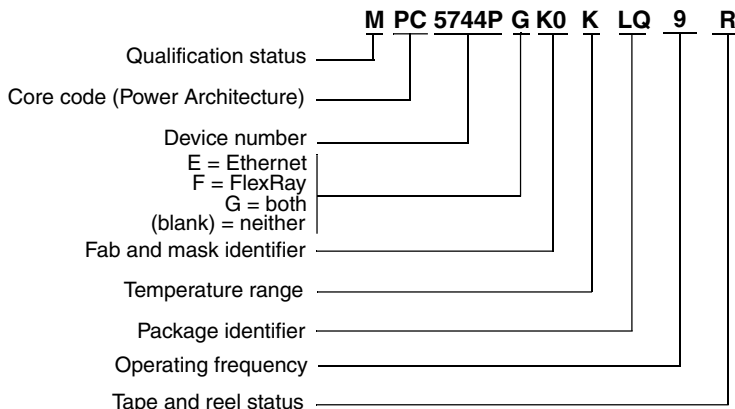 M PC 5744P G K0 K LQ 9 R
Qualification status
Core code (Power Architecture)
Device number
E = Ethernet
F = FlexRay
G = both
(blank) = neither
Fab and mask identifier
Temperature range
Package identifier
Operating frequency
Tape and reel status